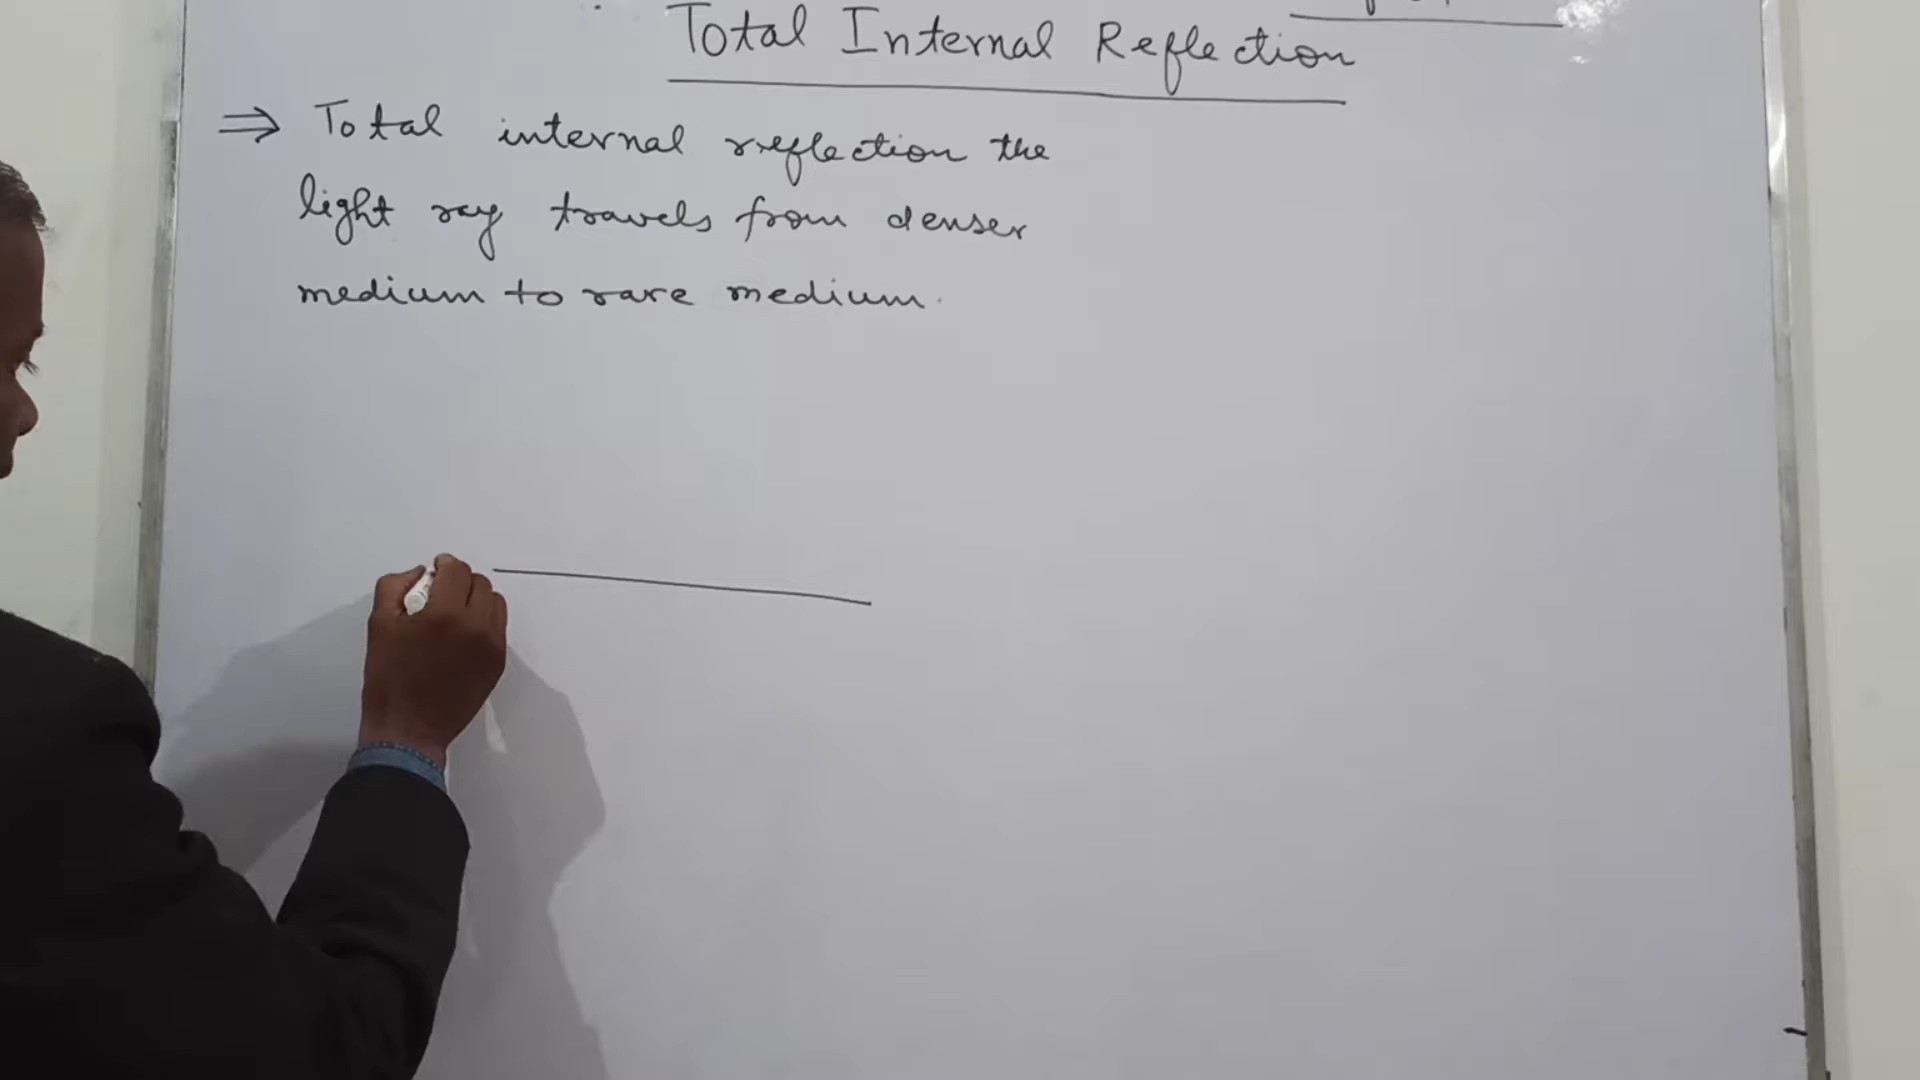 Total Internal Reflection
⇒ Total internal reflection the
light ray travels from denser
medium to rare medium.